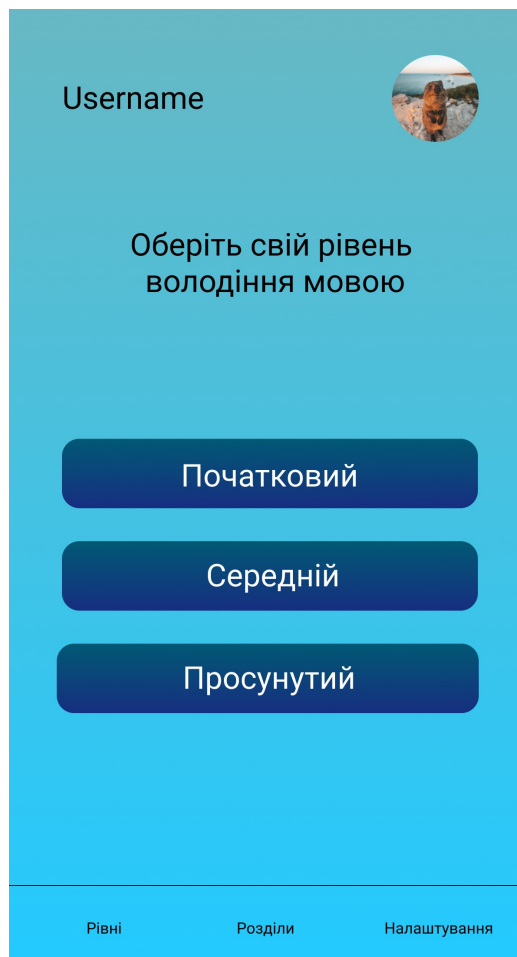 Username
Оберіть свій рівень
володіння мовою
Початковий
Середній
Просунутий
Рівні Розділи Налаштування